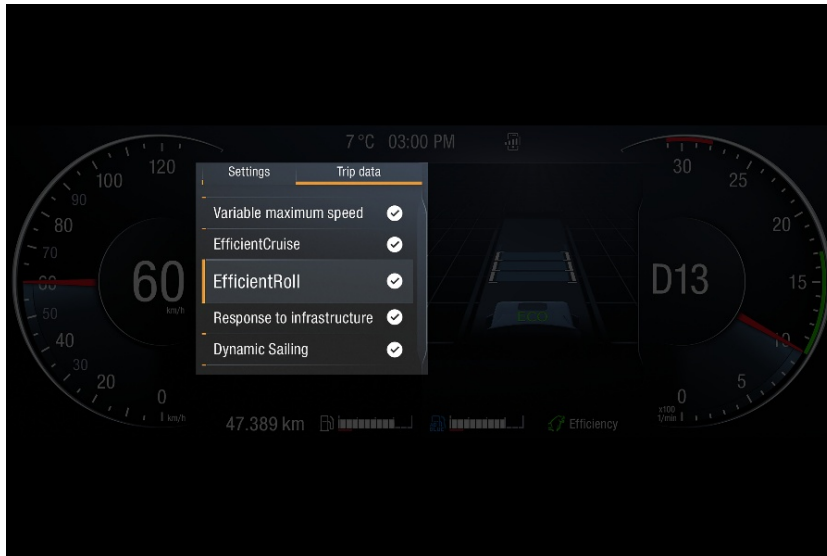 7 °C 03:00 PM
Settings Trip data
Variable maximum speed
EfficientCruise
EfficientRoll
Response to infrastructure
Dynamic Sailing
120
100
90
80
70
60
50
40
30
20
0
km/h
60
km/h
ECO
30
25
20
15
10
5
0
x100
1/min
D13
47.389 km
Efficiency